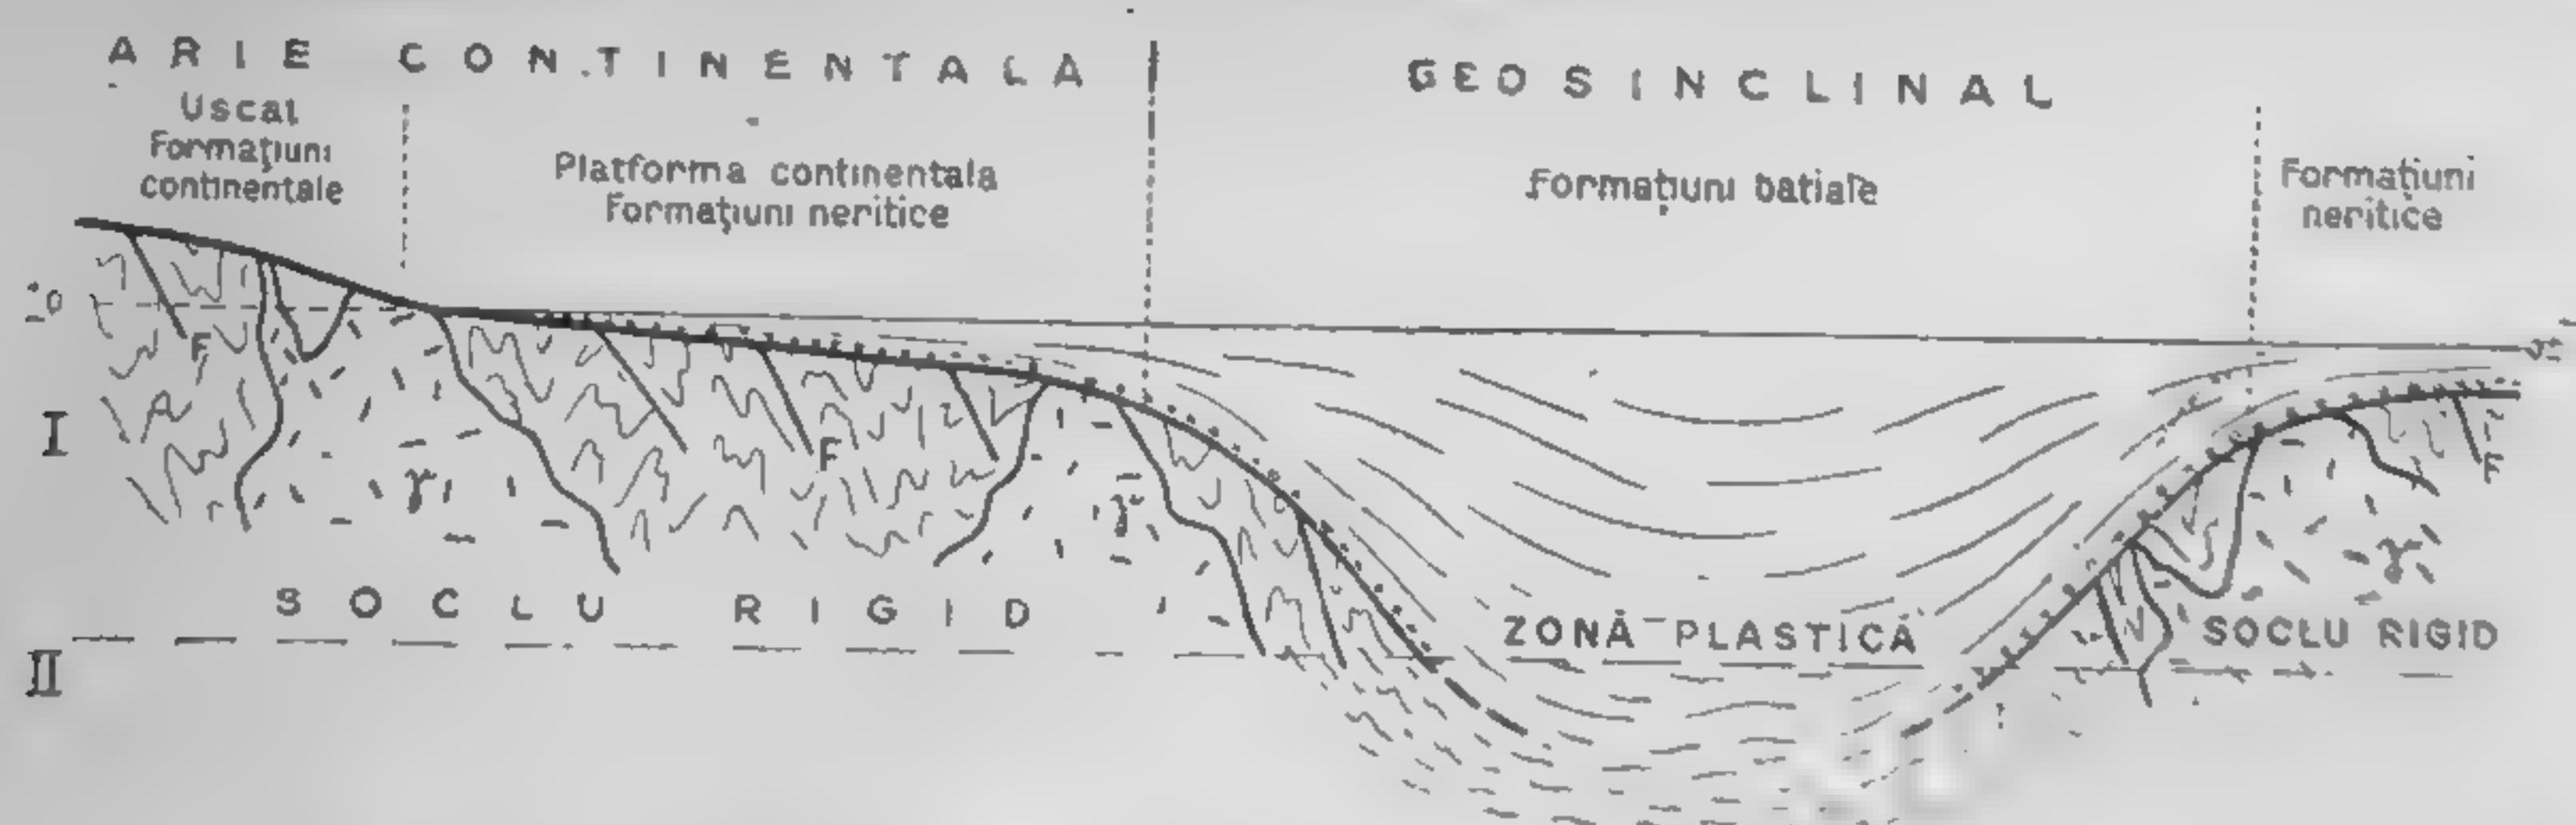 ARIE CONTINENTALA
GEOSINCLINAL
Uscat
Formaţiuni
continentale
Platforma continentala
Formaţiuni neritice
Formaţiuni batiale
Formaţiuni
neritice
±0
F
I
F
F
γ
γ
γ
SOCLU RIGID
ZONĂ PLASTICĂ
SOCLU RIGID
II